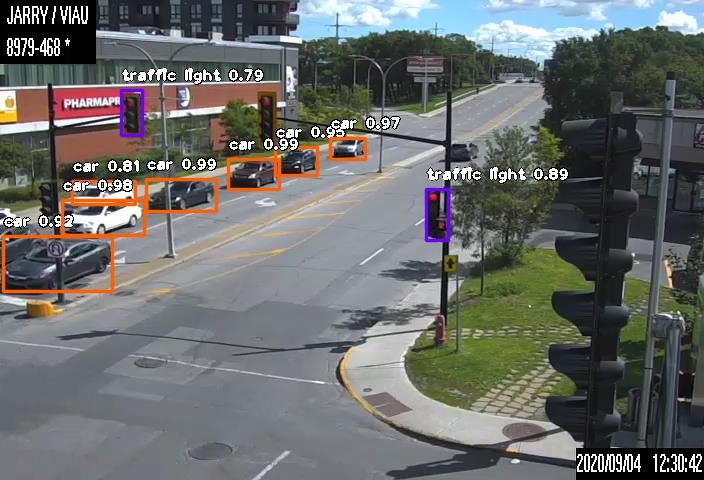 JARRY / VIAU
8979-468 *
traffic light 0.79
PHARMAPR
car 0.97
car 0.95
car 0.99
car 0.99
car 0.81
car 0.98
traffic light 0.89
car 0.92
2020/09/04 12:30:42